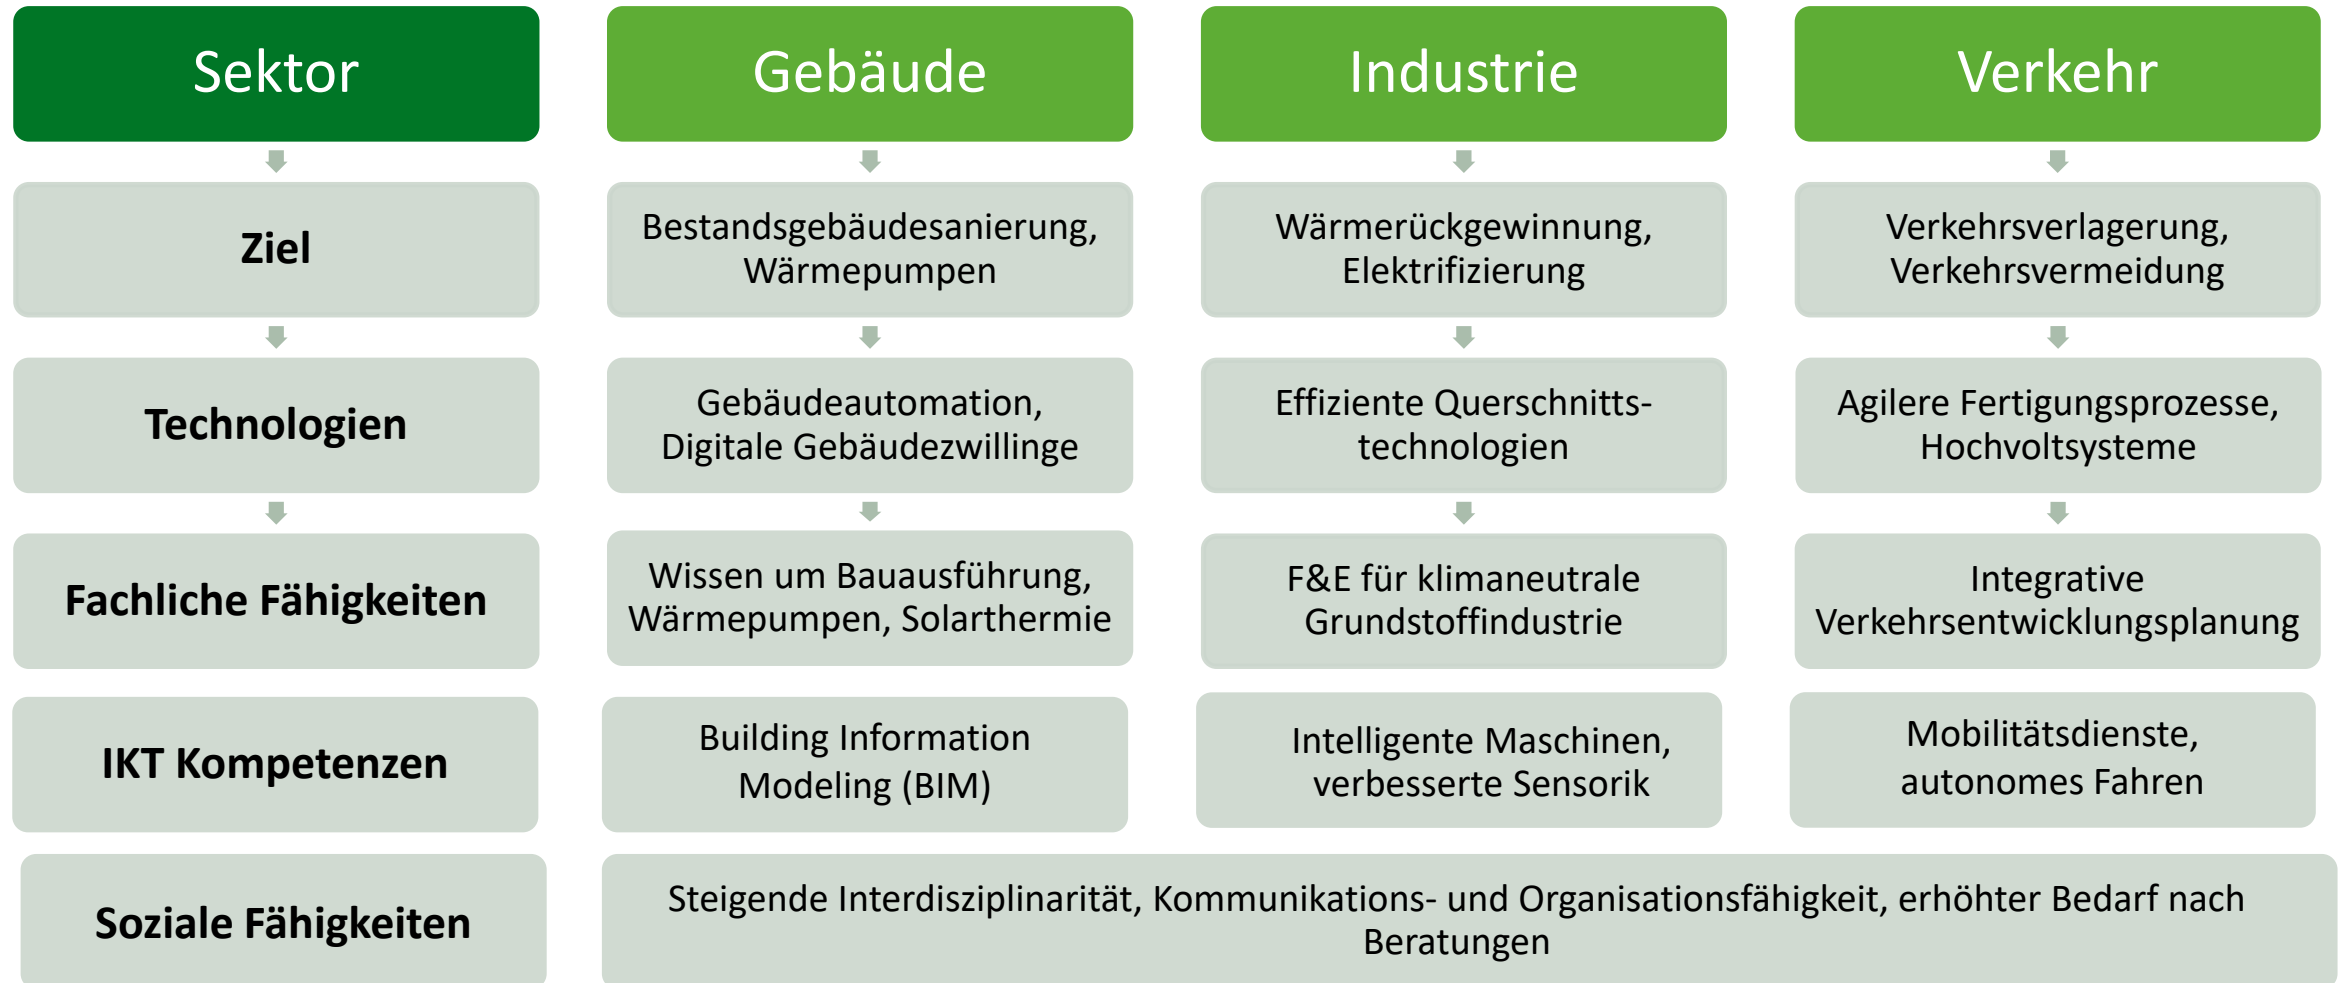 Sektor
Gebäude
Industrie
Verkehr
Ziel
Bestandsgebäudesanierung,
Wärmepumpen
Wärmerückgewinnung,
Elektrifizierung
Verkehrsverlagerung,
Verkehrsvermeidung
Technologien
Gebäudeautomation,
Digitale Gebäudezwillinge
Effiziente Querschnitts-
technologien
Agilere Fertigungsprozesse,
Hochvoltsysteme
Fachliche Fähigkeiten
Wissen um Bauausführung,
Wärmepumpen, Solarthermie
F&E für klimaneutrale
Grundstoffindustrie
Integrative
Verkehrsentwicklungsplanung
IKT Kompetenzen
Building Information
Modeling (BIM)
Intelligente Maschinen,
verbesserte Sensorik
Mobilitätsdienste,
autonomes Fahren
Soziale Fähigkeiten
Steigende Interdisziplinarität, Kommunikations- und Organisationsfähigkeit, erhöhter Bedarf nach
Beratungen